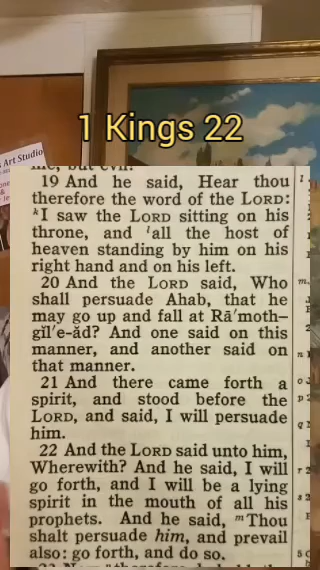 1 Kings 22
Art Studio
but evil.
19 And he said, Hear thou
therefore the word of the LORD:
k I saw the LORD sitting on his
throne, and l all the host of
heaven standing by him on his
right hand and on his left.
20 And the LORD said, Who
shall persuade Ahab, that he
may go up and fall at Rā′moth–
gĭl′e-ăd? And one said on this
manner, and another said on
that manner.
21 And there came forth a
spirit, and stood before the
LORD, and said, I will persuade
him.
22 And the LORD said unto him,
Wherewith? And he said, I will
go forth, and I will be a lying
spirit in the mouth of all his
prophets. And he said, m Thou
shalt persuade him, and prevail
also: go forth, and do so.